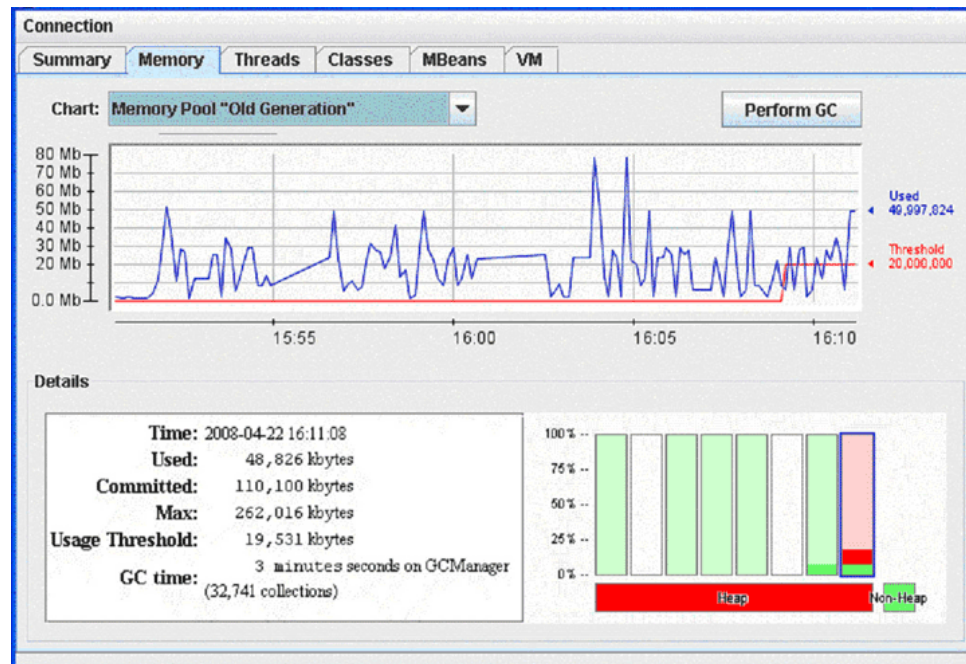 Connection
Summary Memory Threads Classes MBeans VM
Chart: Memory Pool "Old Generation" Perform GC
80 Mb
70 Mb
60 Mb
50 Mb
40 Mb
30 Mb
20 Mb
0.0 Mb
Used
49,997,824
Threshold
20,000,000
15:55 16:00 16:05 16:10
Details
Time: 2008-04-22 16:11:08
Used: 48,826 kbytes
Committed: 110,100 kbytes
Max: 262,016 kbytes
Usage Threshold: 19,531 kbytes
GC time: 3 minutes seconds on GCManager
(32,741 collections)
100% --
75% --
50% --
25% --
0% --
Heap Non-Heap